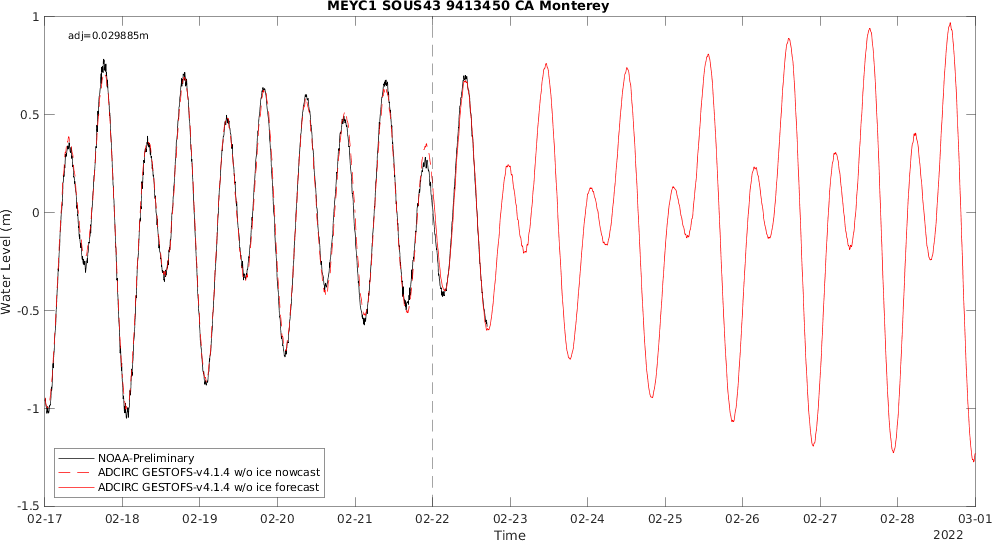 MEYC1 SOUS43 9413450 CA Monterey
adj=0.029885m
1
0.5
0
-0.5
-1
-1.5
Water Level (m)
NOAA-Preliminary
ADCIRC GESTOFS-v4.1.4 w/o ice nowcast
ADCIRC GESTOFS-v4.1.4 w/o ice forecast
02-17 02-18 02-19 02-20 02-21 02-22 02-23 02-24 02-25 02-26 02-27 02-28 03-01
Time
2022